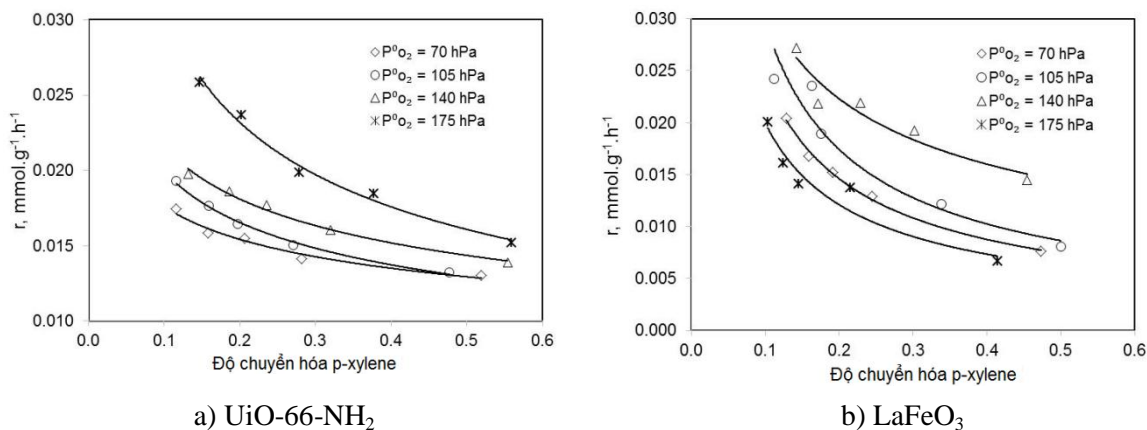 0.030
0.025
0.020
0.015
0.010
r, mmol.g⁻¹.h⁻¹
P⁰o₂ = 70 hPa
P⁰o₂ = 105 hPa
P⁰o₂ = 140 hPa
P⁰o₂ = 175 hPa
0.0 0.1 0.2 0.3 0.4 0.5 0.6
Độ chuyển hóa p-xylene
a) UiO-66-NH₂
0.030
0.025
0.020
0.015
0.010
0.005
0.000
r, mmol.g⁻¹.h⁻¹
P⁰o₂ = 70 hPa
P⁰o₂ = 105 hPa
P⁰o₂ = 140 hPa
P⁰o₂ = 175 hPa
0.0 0.1 0.2 0.3 0.4 0.5 0.6
Độ chuyển hóa p-xylene
b) LaFeO₃